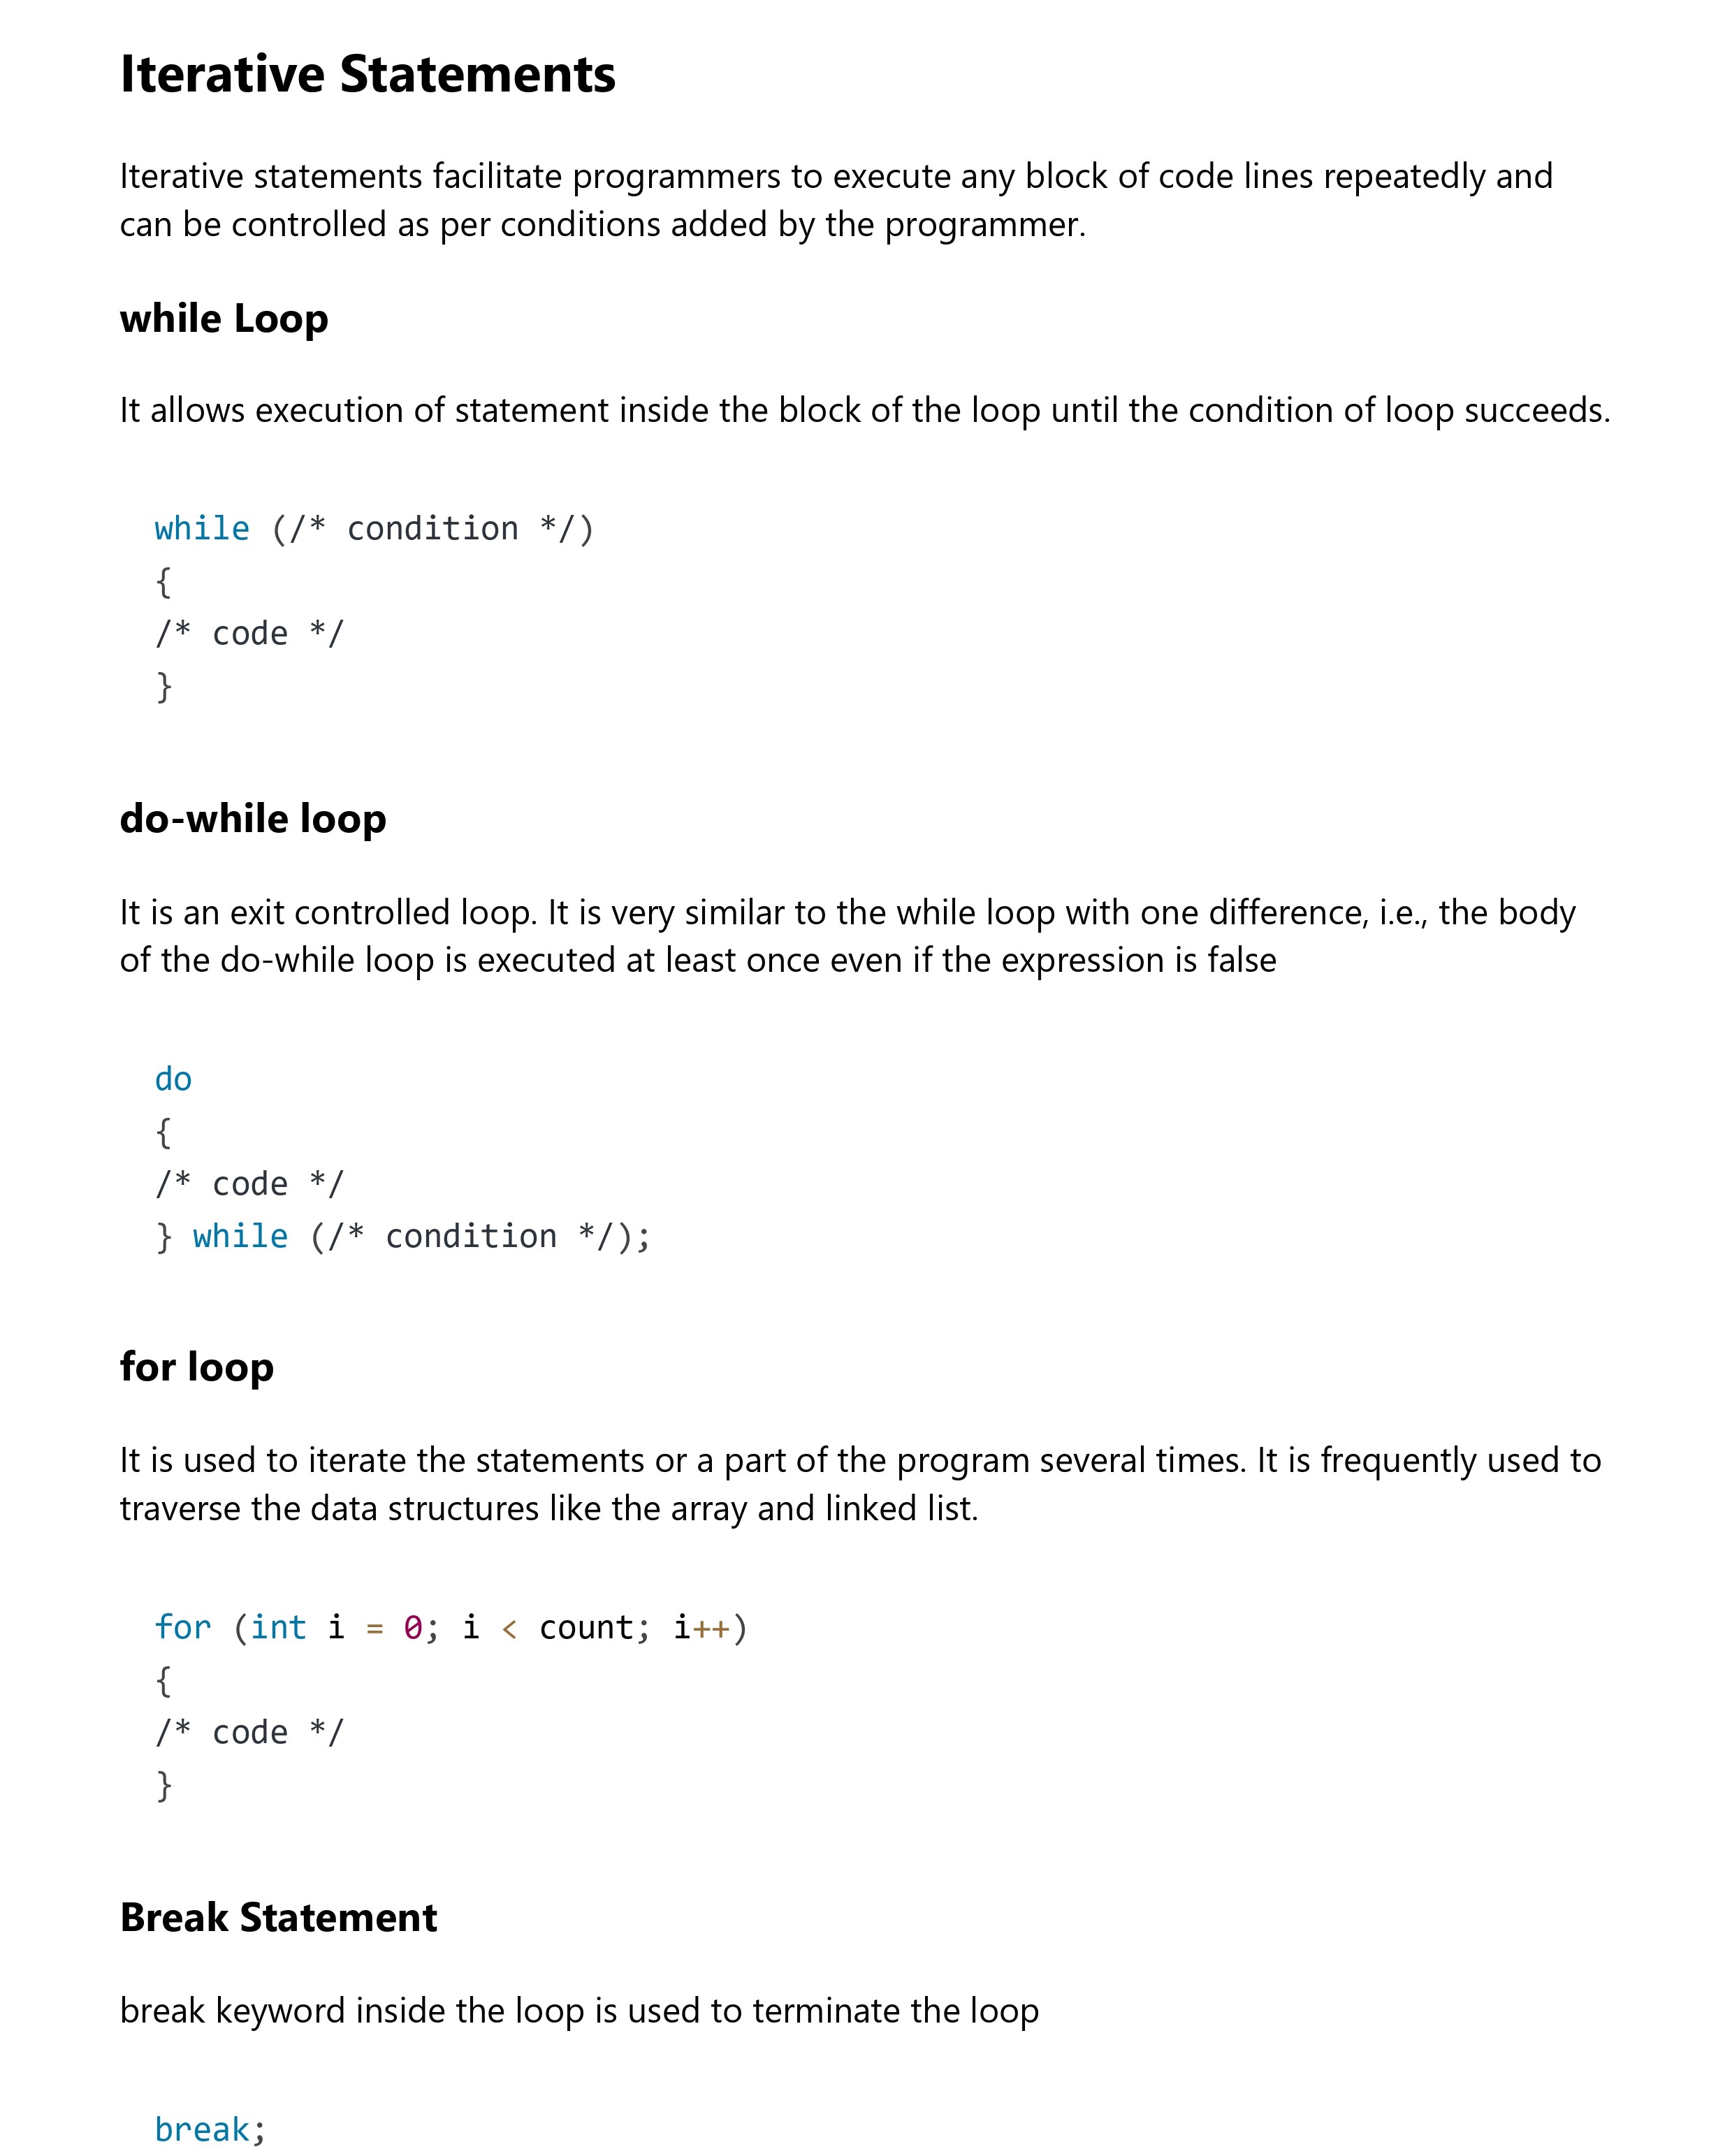 Iterative Statements
Iterative statements facilitate programmers to execute any block of code lines repeatedly and
can be controlled as per conditions added by the programmer.
while Loop
It allows execution of statement inside the block of the loop until the condition of loop succeeds.
while (/* condition */)
{
/* code */
}
do-while loop
It is an exit controlled loop. It is very similar to the while loop with one difference, i.e., the body
of the do-while loop is executed at least once even if the expression is false
do
{
/* code */
} while (/* condition */);
for loop
It is used to iterate the statements or a part of the program several times. It is frequently used to
traverse the data structures like the array and linked list.
for (int i = 0; i < count; i++)
{
/* code */
}
Break Statement
break keyword inside the loop is used to terminate the loop
break;